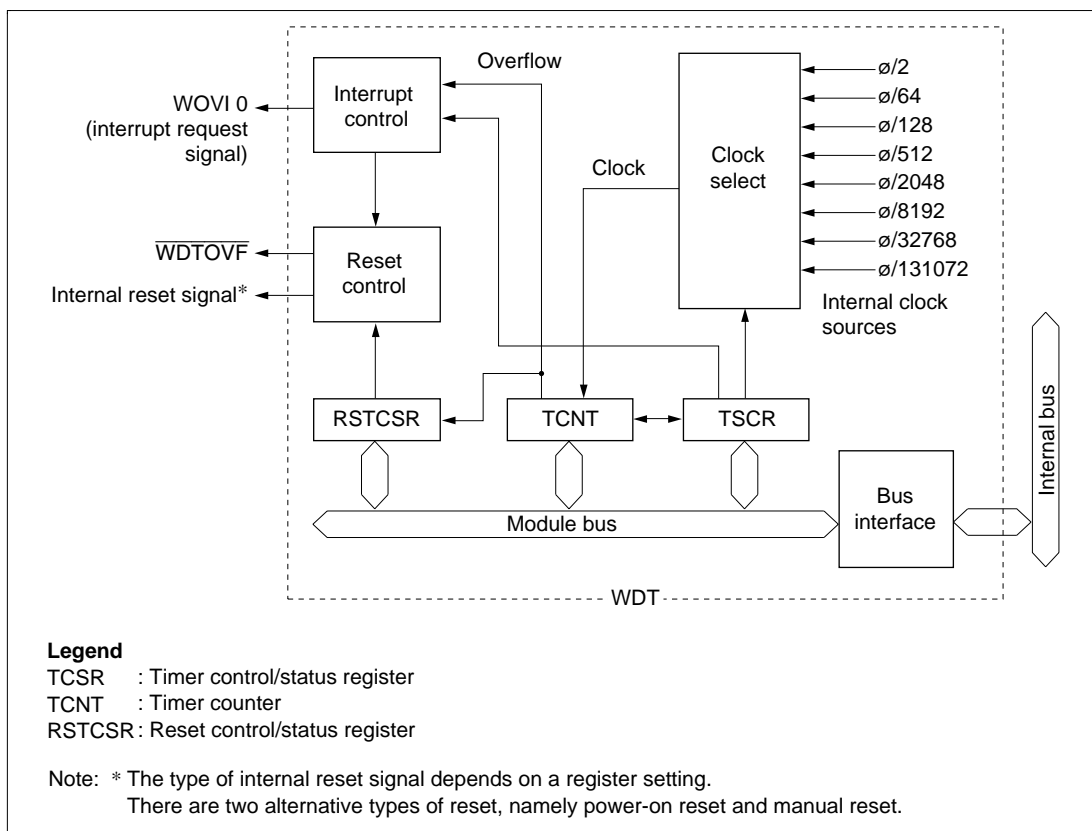 Overflow
Interrupt
control
WOVI 0
(interrupt request
signal)
Clock
Clock
select
ø/2
ø/64
ø/128
ø/512
ø/2048
ø/8192
ø/32768
ø/131072
Internal clock
sources
WDTOVF
Internal reset signal*
Reset
control
RSTCSR
TCNT
TSCR
Module bus
Bus
interface
Internal bus
WDT
Legend
TCSR : Timer control/status register
TCNT : Timer counter
RSTCSR : Reset control/status register
Note: * The type of internal reset signal depends on a register setting.
There are two alternative types of reset, namely power-on reset and manual reset.